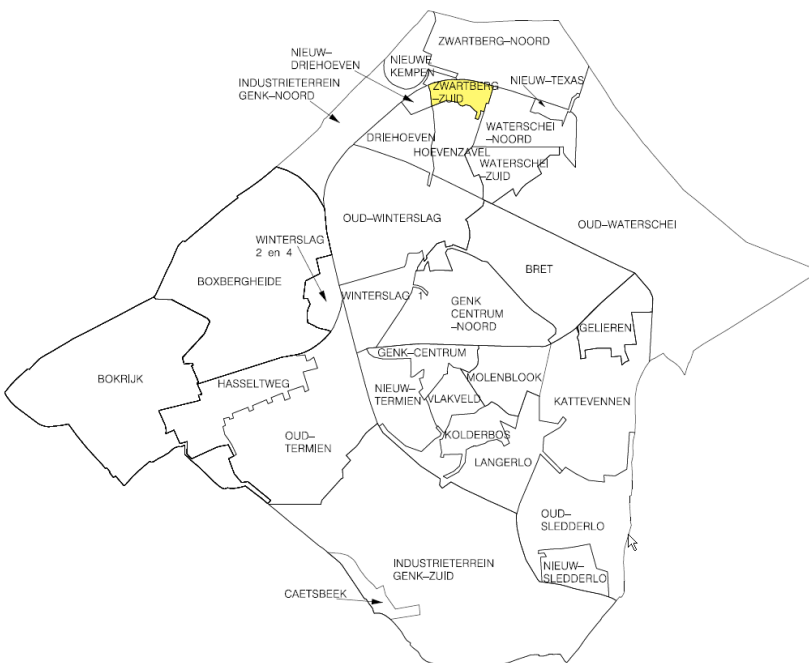 ZWARTBERG–NOORD
NIEUW–
DRIEHOEVEN
NIEUWE
KEMPEN
INDUSTRIETERREIN
GENK–NOORD
NIEUW–TEXAS
ZWARTBERG
–ZUID
WATERSCHEI
–NOORD
DRIEHOEVEN
HOEVENZAVEL
WATERSCHEI
–ZUID
OUD–WINTERSLAG
OUD–WATERSCHEI
WINTERSLAG
2 en 4
BOXBERGHEIDE
BRET
WINTERSLAG 1
GENK
CENTRUM
–NOORD
GELIEREN
GENK–CENTRUM
BOKRIJK
HASSELTWEG
MOLENBLOOK
NIEUW–
TERMIEN
VLAKVELD
KATTEVENNEN
OUD–
TERMIEN
KOLDERBOS
LANGERLO
OUD–
SLEDDERLO
INDUSTRIETERREIN
GENK–ZUID
NIEUW–
SLEDDERLO
CAETSBEEK